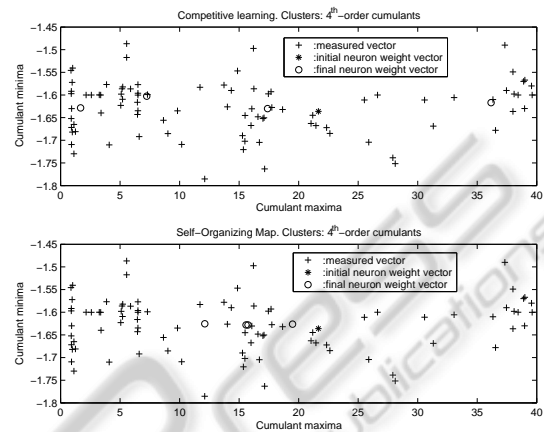 Competitive learning. Clusters: 4th-order cumulants
-1.45
-1.5
-1.55
-1.6
-1.65
-1.7
-1.75
-1.8
Cumulant minima
:measured vector
:initial neuron weight vector
:final neuron weight vector
0 5 10 15 20 25 30 35 40
Cumulant maxima
Self-Organizing Map. Clusters: 4th-order cumulants
-1.45
-1.5
-1.55
-1.6
-1.65
-1.7
-1.75
-1.8
Cumulant minima
:measured vector
:initial neuron weight vector
:final neuron weight vector
0 5 10 15 20 25 30 35 40
Cumulant maxima